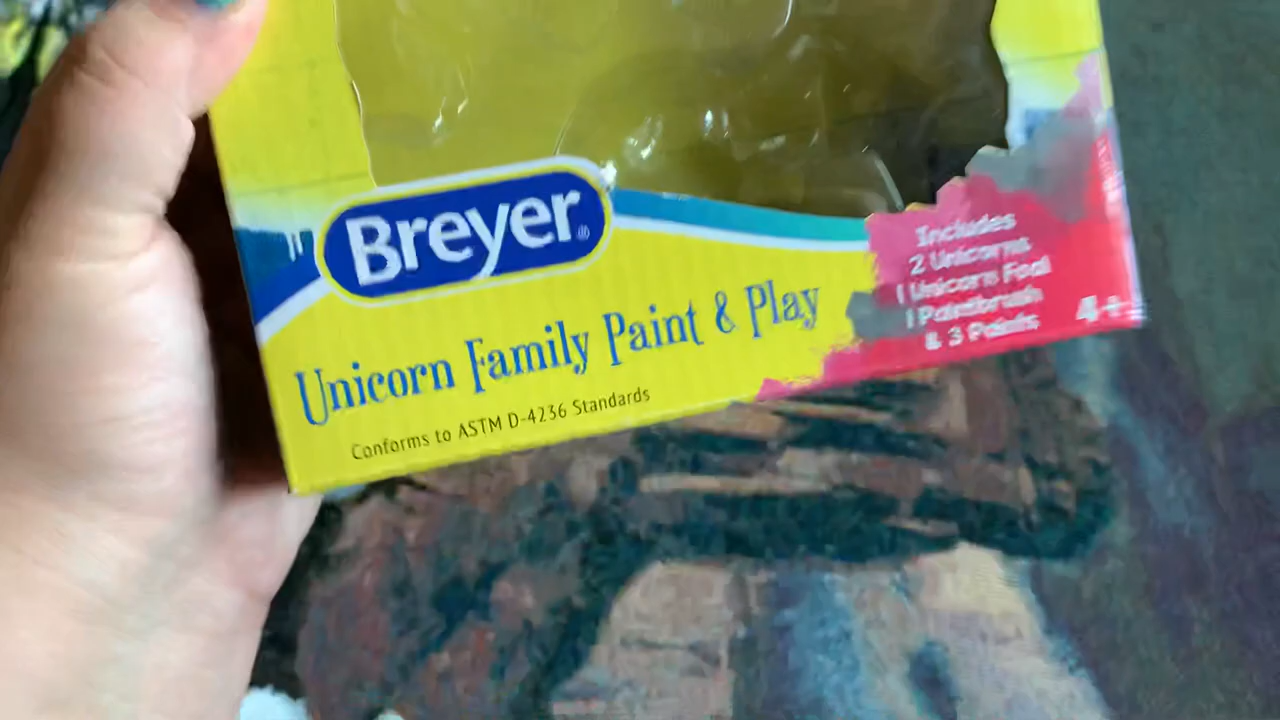 Breyer®
Unicorn Family Paint & Play
Conforms to ASTM D-4236 Standards
Includes
2 Unicorns
1 Unicorn Foal
1 Paintbrush
& 3 Paints
4+